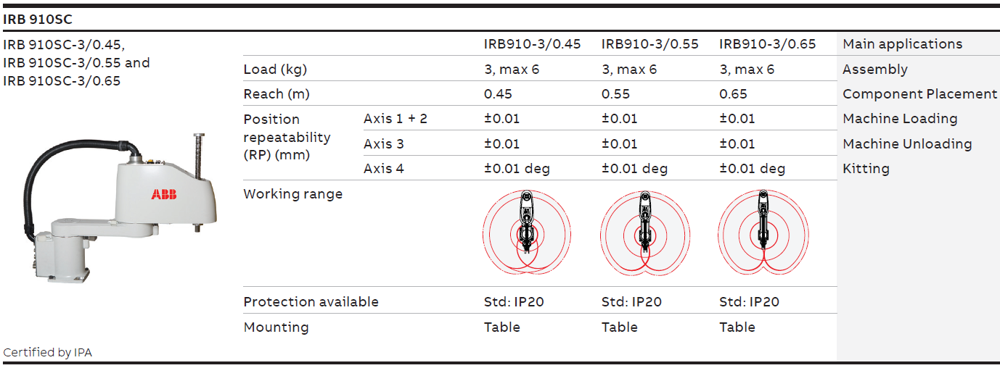 IRB 910SC
IRB 910SC-3/0.45,
IRB 910SC-3/0.55 and
IRB 910SC-3/0.65
ABB
Certified by IPA
IRB910-3/0.45 IRB910-3/0.55 IRB910-3/0.65
Load (kg) 3, max 6 3, max 6 3, max 6
Reach (m) 0.45 0.55 0.65
Position
repeatability
(RP) (mm)
Axis 1 + 2 ±0.01 ±0.01 ±0.01
Axis 3 ±0.01 ±0.01 ±0.01
Axis 4 ±0.01 deg ±0.01 deg ±0.01 deg
Working range
Protection available Std: IP20 Std: IP20 Std: IP20
Mounting Table Table Table
Main applications
Assembly
Component Placement
Machine Loading
Machine Unloading
Kitting